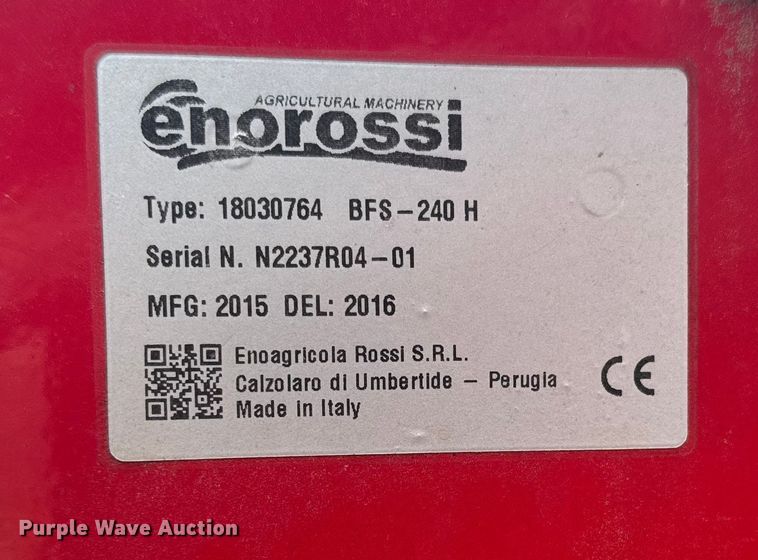 AGRICULTURAL MACHINERY
enorossi
Type: 18030764 BFS-240 H
Serial N. N2237R04-01
MFG: 2015 DEL: 2016
Enoagricola Rossi S.R.L.
Calzolaro di Umbertide - Perugia
Made in Italy
CE
Purple Wave Auction